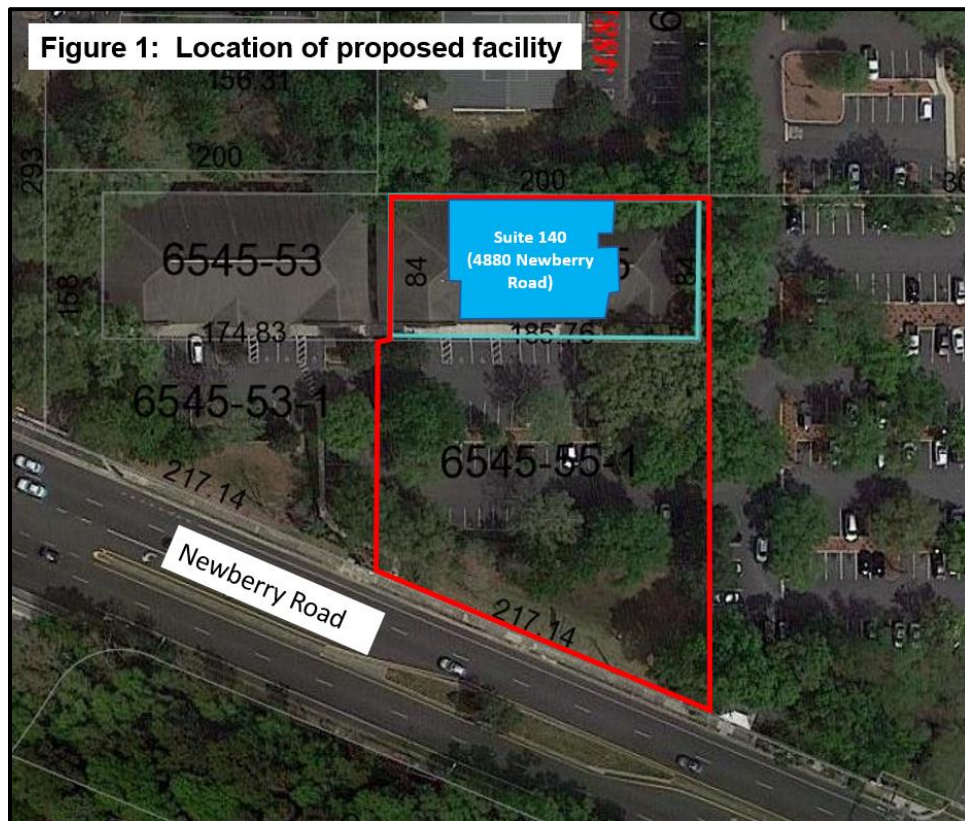 Figure 1: Location of proposed facility
156.31
200
200
293
Suite 140
(4880 Newberry
Road)
6545-53
84
84
158
174.83
185.76
6545-53-1
6545-55-1
217.14
217.14
Newberry Road